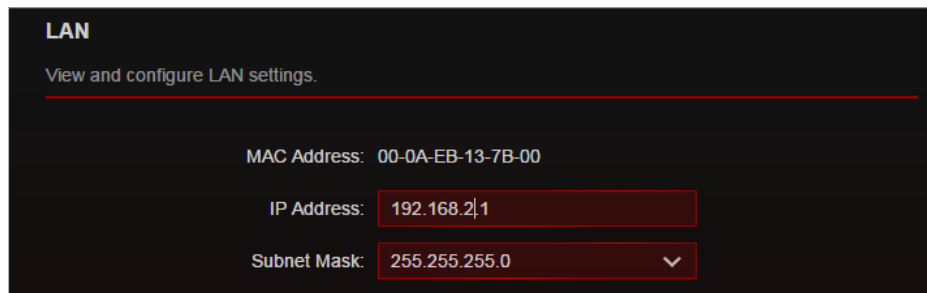 LAN
View and configure LAN settings.
MAC Address: 00-0A-EB-13-7B-00
IP Address: 192.168.2.1
Subnet Mask: 255.255.255.0